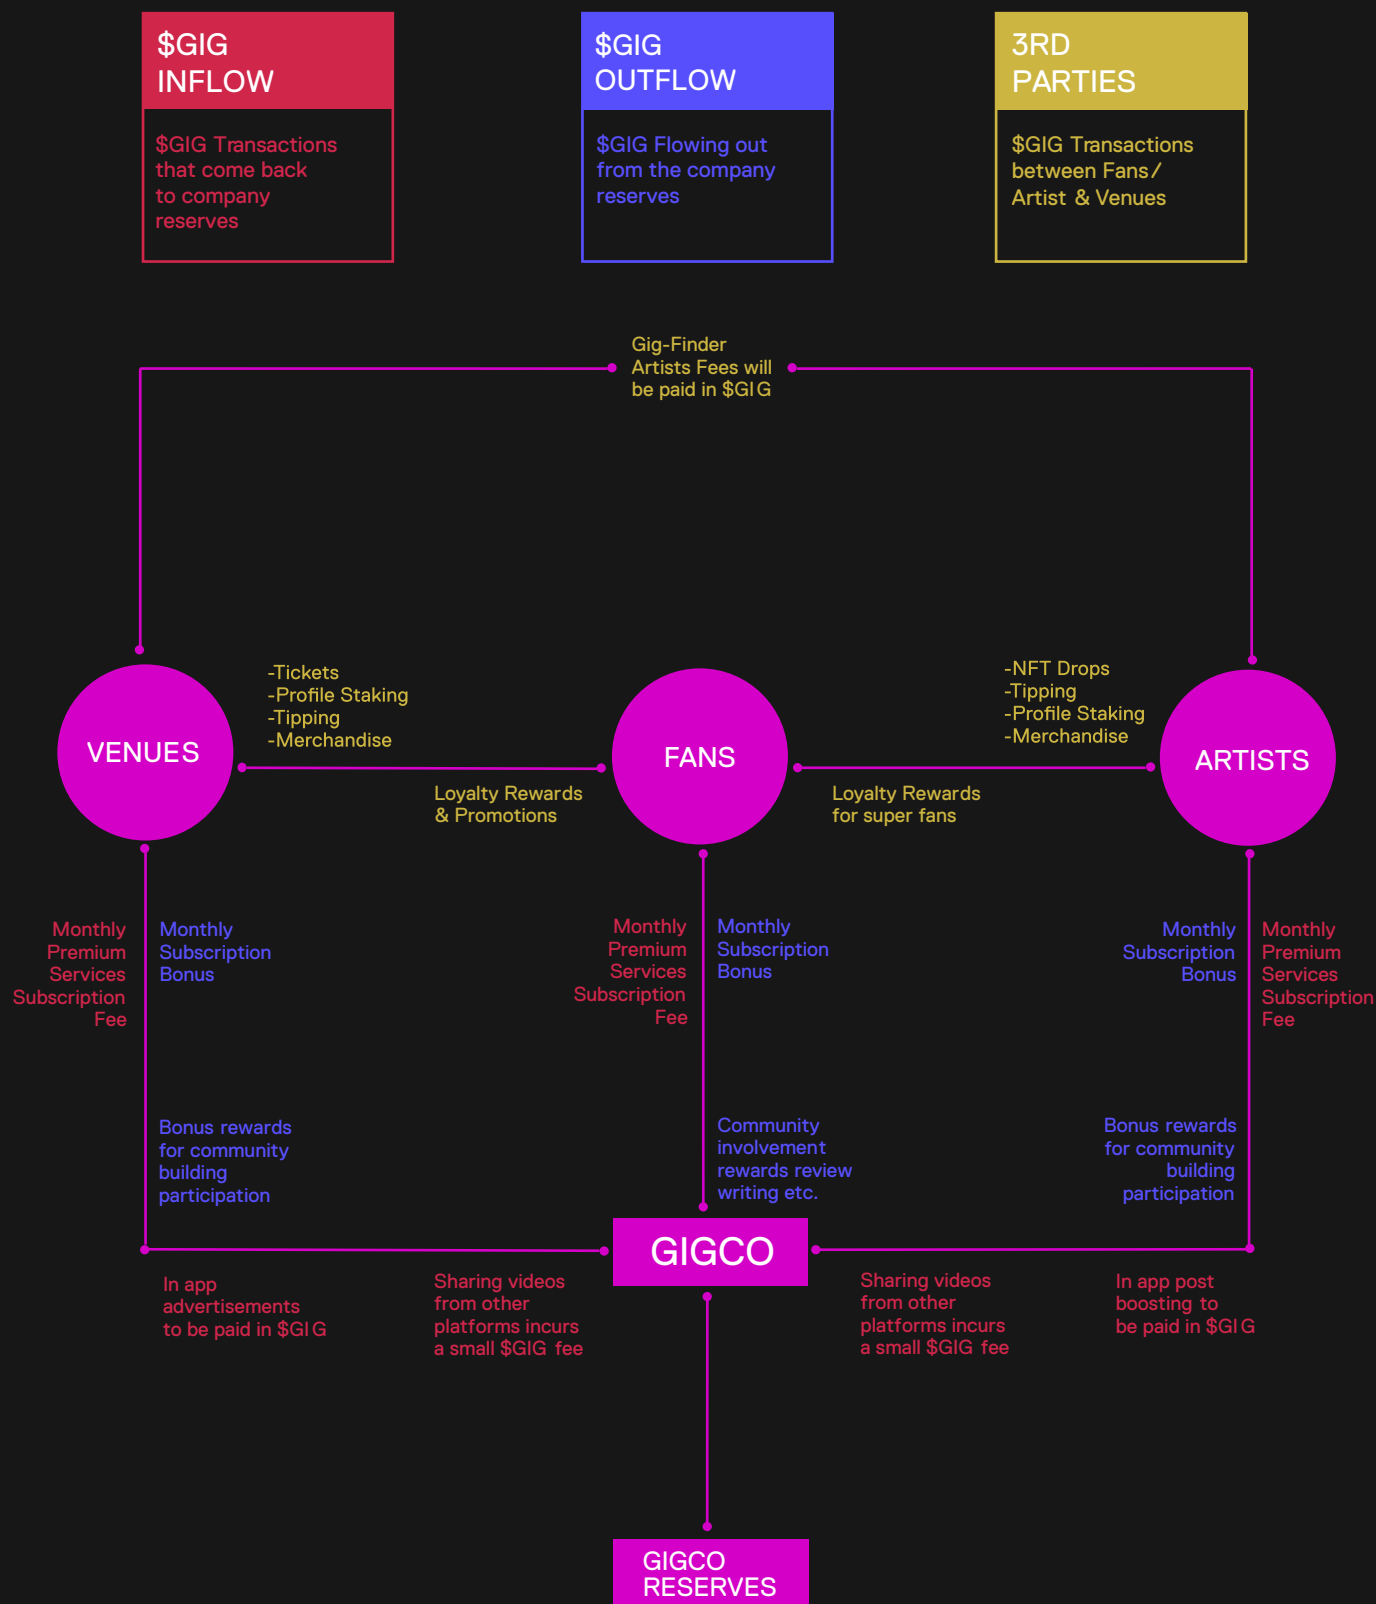 $GIG
INFLOW
$GIG Transactions
that come back
to company
reserves
$GIG
OUTFLOW
$GIG Flowing out
from the company
reserves
3RD
PARTIES
$GIG Transactions
between Fans/
Artist & Venues
Gig-Finder
Artists Fees will
be paid in $GIG
VENUES
-Tickets
-Profile Staking
-Tipping
-Merchandise
Loyalty Rewards
& Promotions
FANS
-NFT Drops
-Tipping
-Profile Staking
-Merchandise
Loyalty Rewards
for super fans
ARTISTS
Monthly
Premium
Services
Subscription
Fee
Monthly
Subscription
Bonus
Monthly
Premium
Services
Subscription
Fee
Monthly
Subscription
Bonus
Monthly
Subscription
Bonus
Monthly
Premium
Services
Subscription
Fee
Bonus rewards
for community
building
participation
Community
involvement
rewards review
writing etc.
Bonus rewards
for community
building
participation
GIGCO
In app
advertisements
to be paid in $GIG
Sharing videos
from other
platforms incurs
a small $GIG fee
Sharing videos
from other
platforms incurs
a small $GIG fee
In app post
boosting to
be paid in $GIG
GIGCO
RESERVES